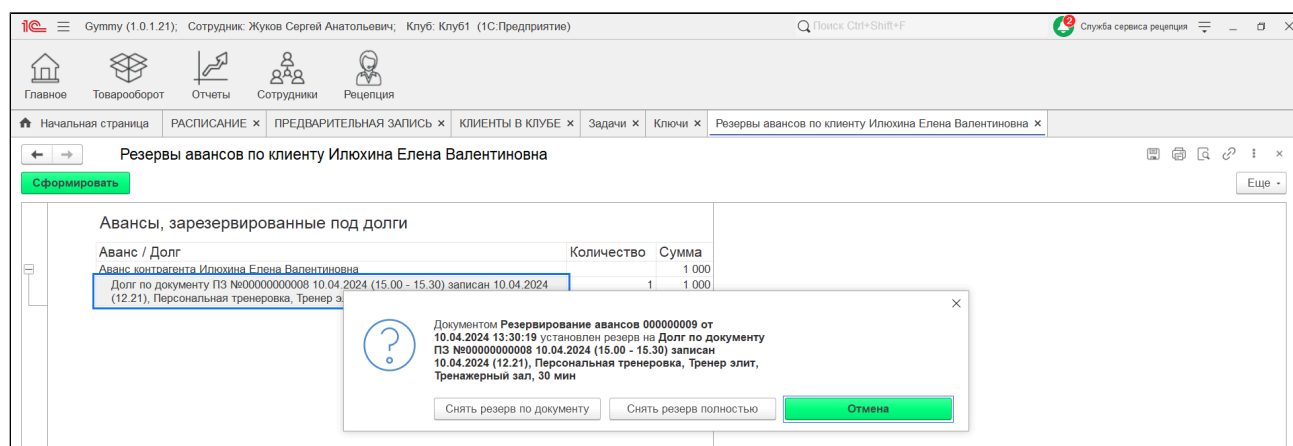 1С Gymmy (1.0.1.21); Сотрудник: Жуков Сергей Анатольевич; Клуб: Клуб1 (1С:Предприятие) Поиск Ctrl+Shift+F 2 Служба сервиса рецепция
Главное Товарооборот Отчеты Сотрудники Рецепция
Начальная страница РАСПИСАНИЕ × ПРЕДВАРИТЕЛЬНАЯ ЗАПИСЬ × КЛИЕНТЫ В КЛУБЕ × Задачи × Ключи × Резервы авансов по клиенту Илюхина Елена Валентиновна ×
Резервы авансов по клиенту Илюхина Елена Валентиновна
Сформировать Еще
Авансы, зарезервированные под долги
Аванс / Долг Количество Сумма
Аванс контрагента Илюхина Елена Валентиновна 1 000
Долг по документу ПЗ №00000000008 10.04.2024 (15.00 - 15.30) записан 10.04.2024 1 1 000
(12.21), Персональная тренеровка, Тренер э
Документом Резервирование авансов 000000009 от
10.04.2024 13:30:19 установлен резерв на Долг по документу
ПЗ №00000000008 10.04.2024 (15.00 - 15.30) записан
10.04.2024 (12.21), Персональная тренеровка, Тренер элит,
Тренажерный зал, 30 мин
Снять резерв по документу Снять резерв полностью Отмена